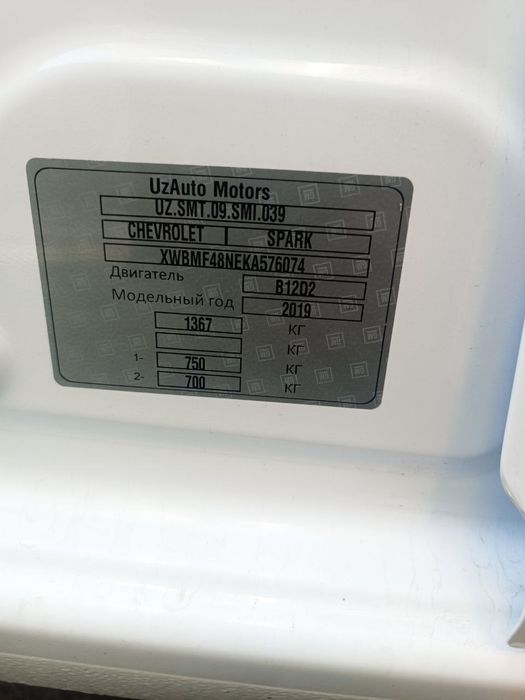 UzAuto Motors
UZ.SMT.09.SMI.039
CHEVROLET SPARK
XWBMF48NEKA576074
Двигатель B12D2
Модельный год 2019
1367 КГ
КГ
1- 750 КГ
2- 700 КГ